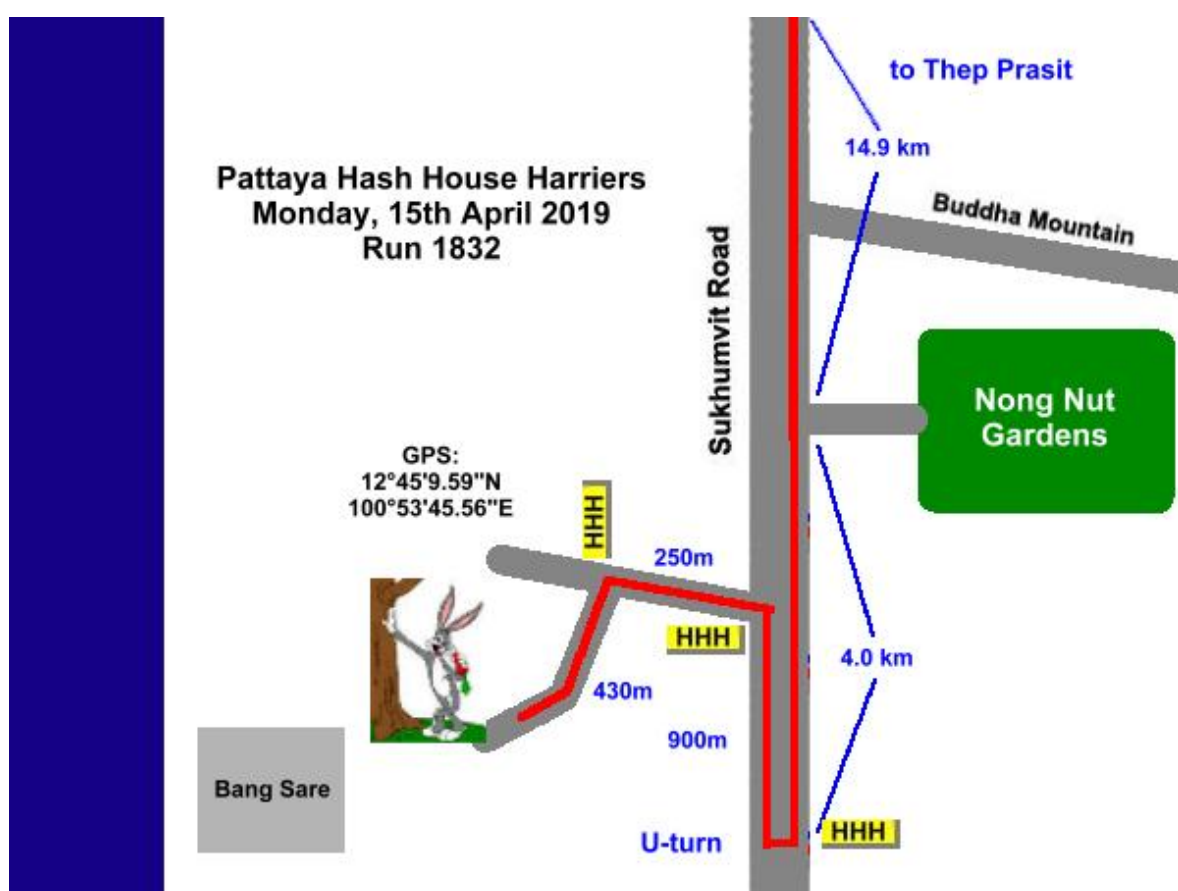 to Thep Prasit
14.9 km
Pattaya Hash House Harriers
Monday, 15th April 2019
Run 1832
Buddha Mountain
Sukhumvit Road
Nong Nut
Gardens
GPS:
12°45'9.59"N
100°53'45.56"E
HHH
250m
HHH
4.0 km
430m
900m
Bang Sare
U-turn
HHH